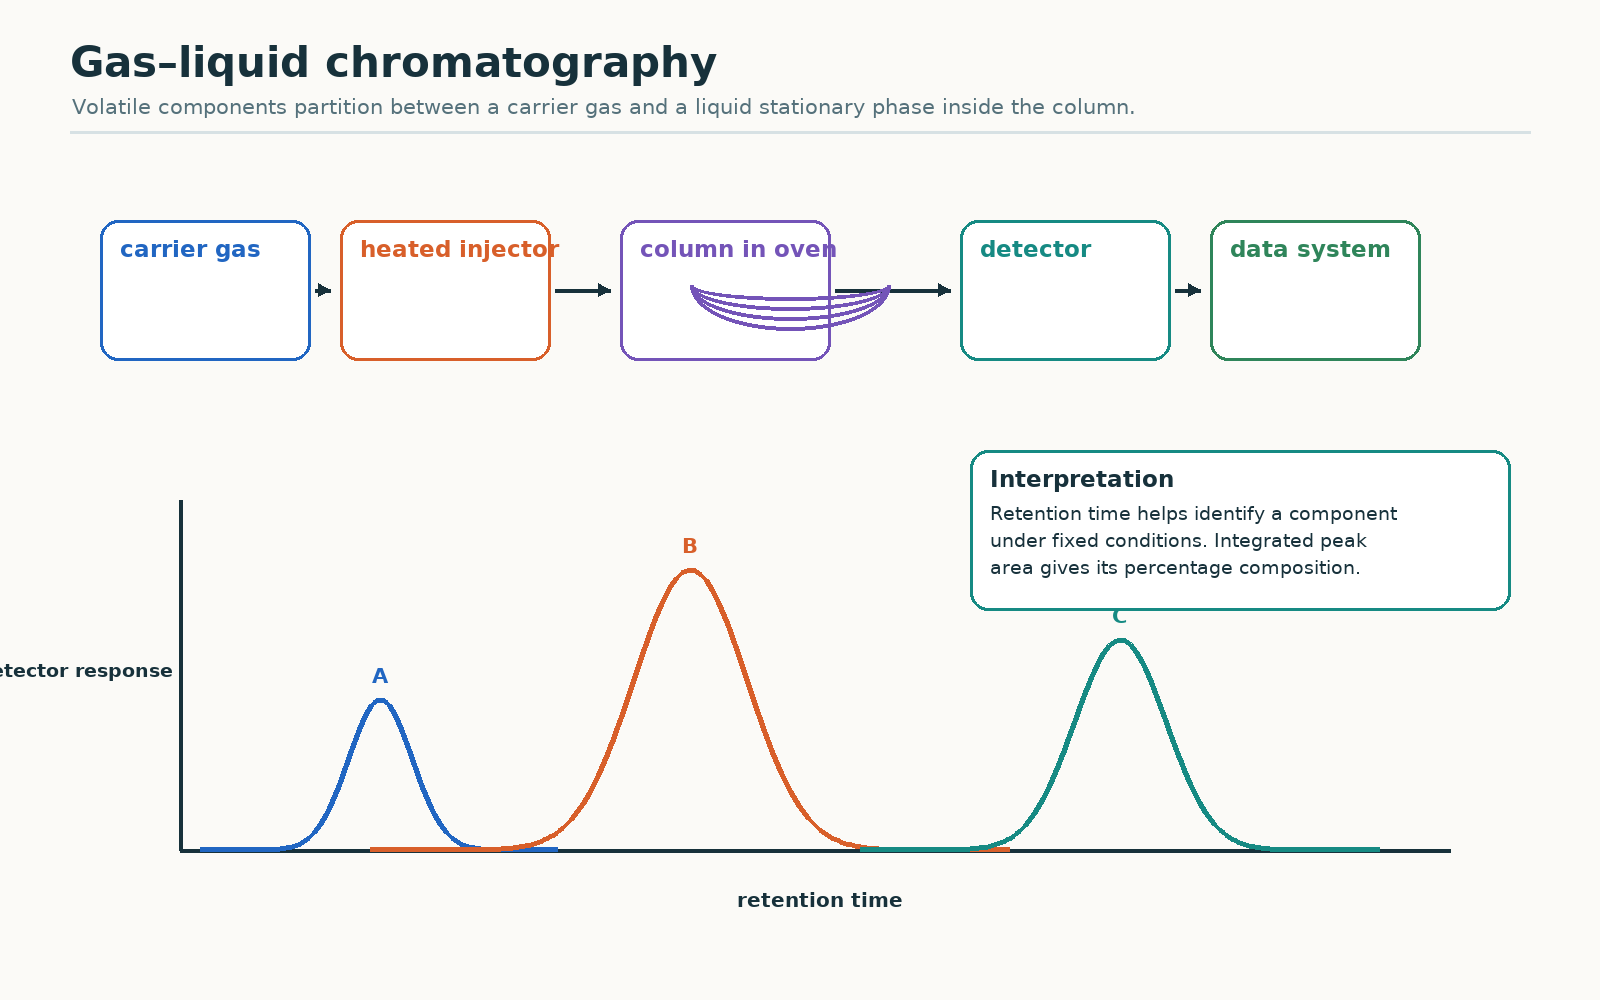 Gas–liquid chromatography
Volatile components partition between a carrier gas and a liquid stationary phase inside the column.
carrier gas
heated injector
column in oven
detector
data system
Interpretation
Retention time helps identify a component
under fixed conditions. Integrated peak
area gives its percentage composition.
B
C
A
etector response
retention time